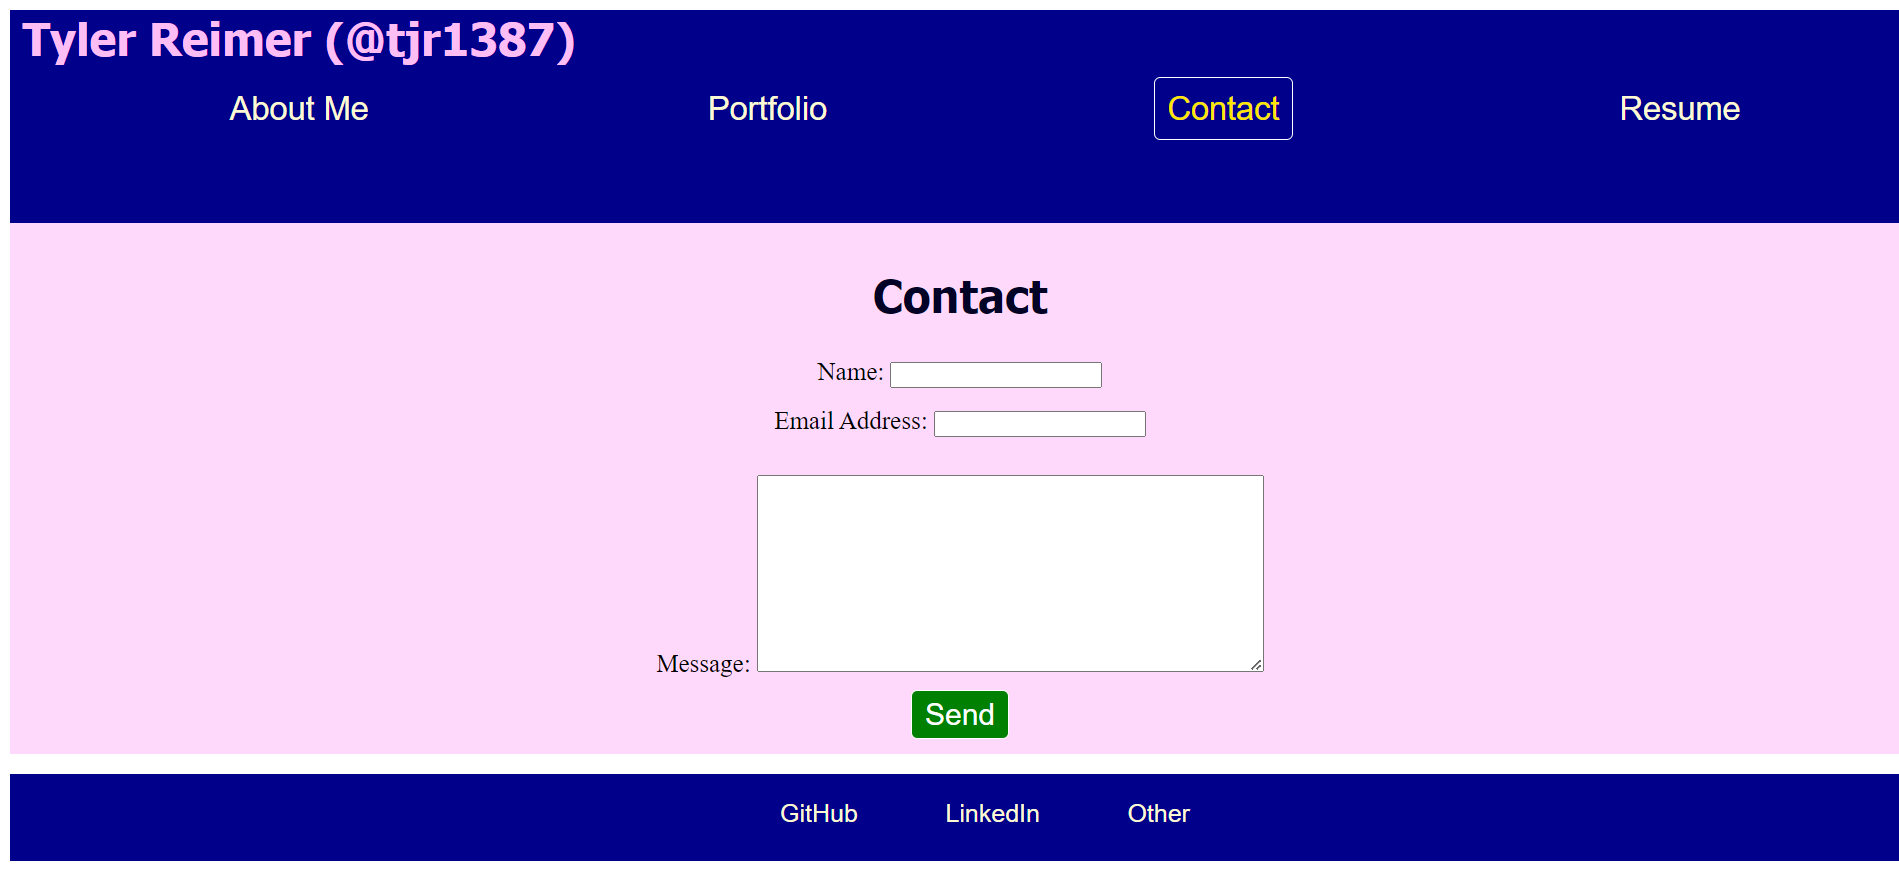 Tyler Reimer (@tjr1387)
About Me Portfolio Contact Resume
Contact
Name:
Email Address:
Message:
Send
GitHub LinkedIn Other